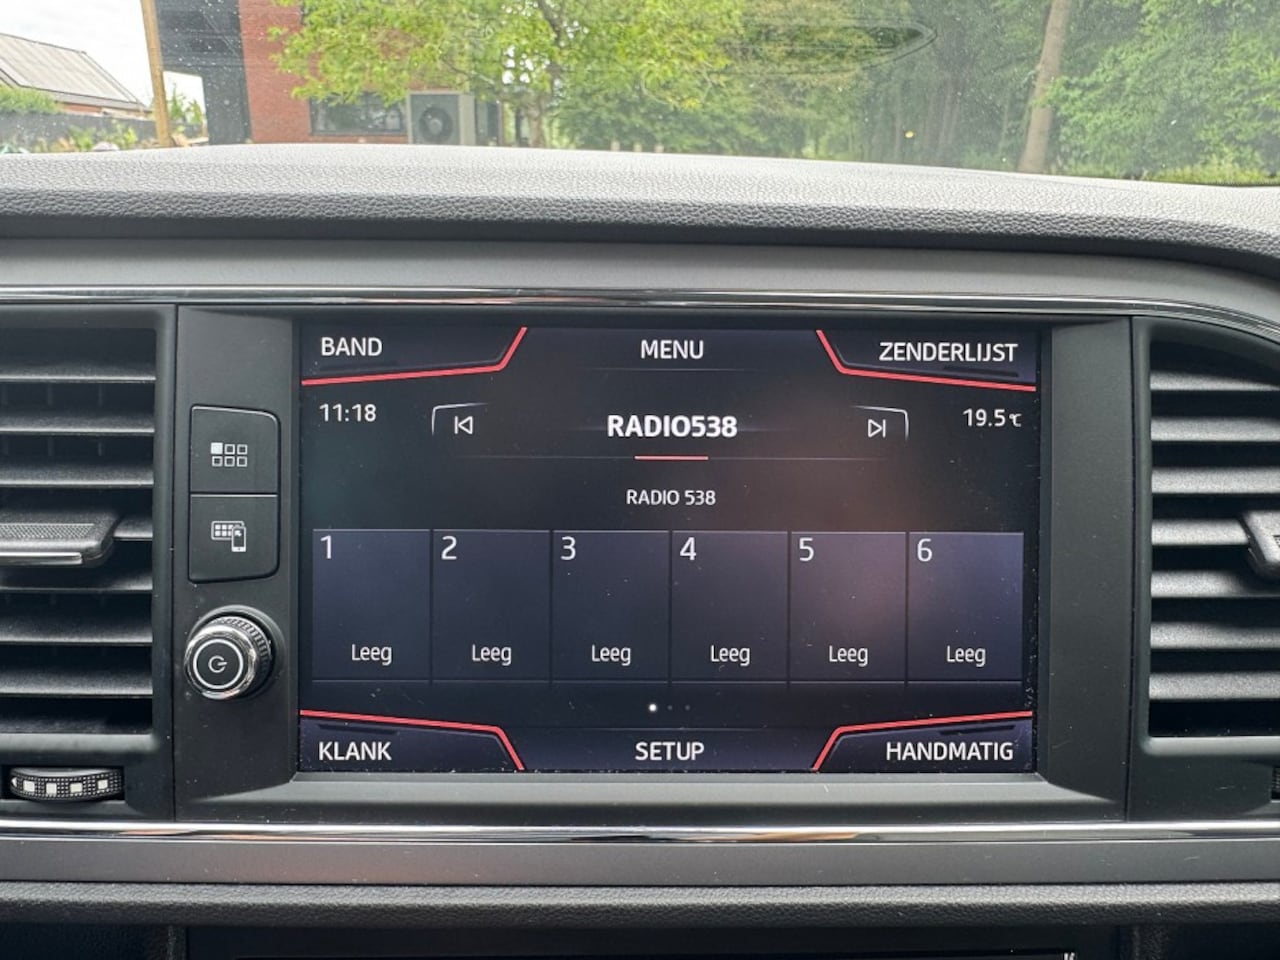 BAND MENU ZENDERLIJST
11:18 RADIO538 19.5℃
RADIO 538
1 2 3 4 5 6
Leeg Leeg Leeg Leeg Leeg Leeg
KLANK SETUP HANDMATIG